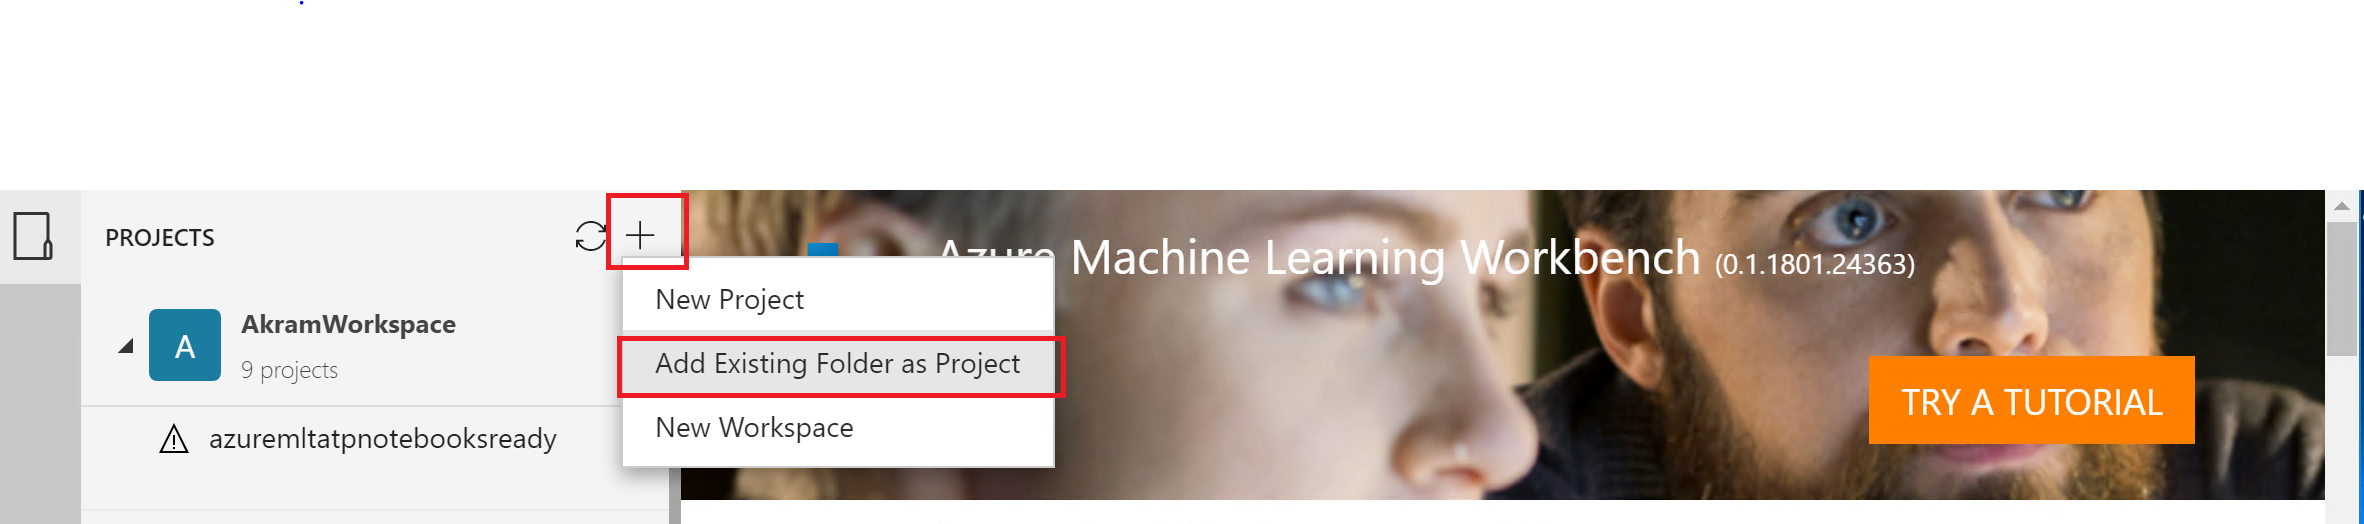 PROJECTS
Azure Machine Learning Workbench (0.1.1801.24363)
New Project
A
AkramWorkspace
9 projects
Add Existing Folder as Project
TRY A TUTORIAL
New Workspace
azuremltatpnotebooksready